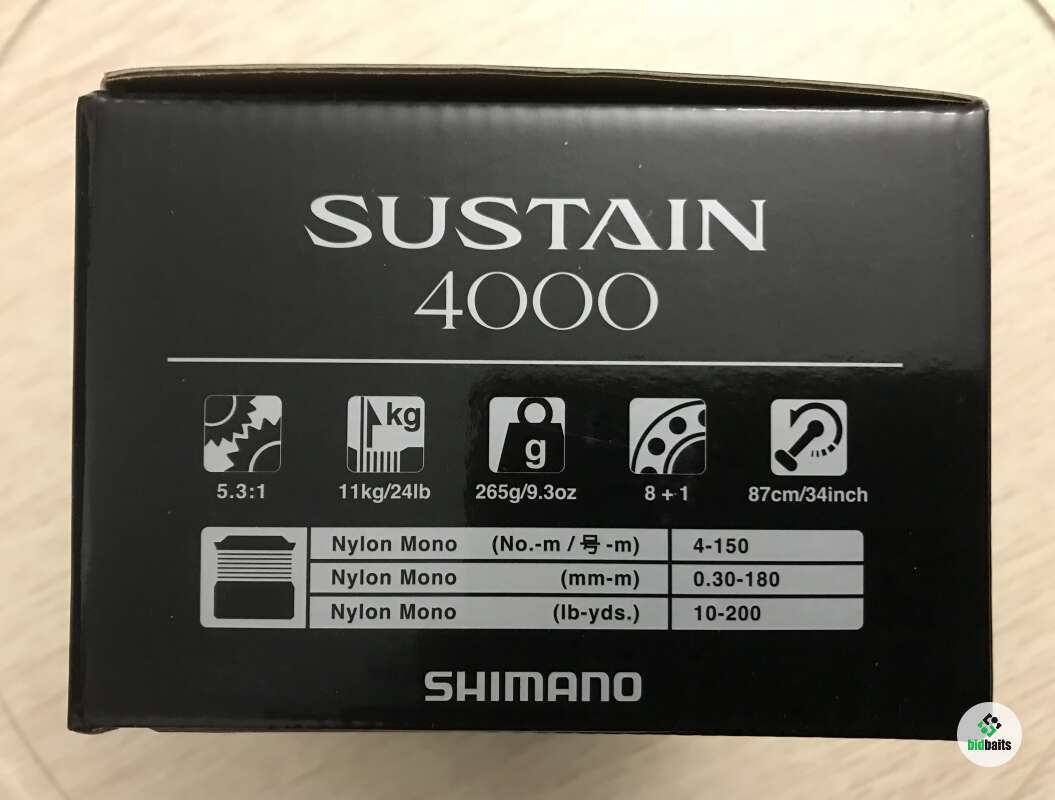 SUSTAIN
4000
kg
g
5.3:1 11kg/24lb 265g/9.3oz 8 + 1 87cm/34inch
Nylon Mono (No.-m / 号 -m) 4-150
Nylon Mono (mm-m) 0.30-180
Nylon Mono (lb-yds.) 10-200
SHIMANO
bidbaits